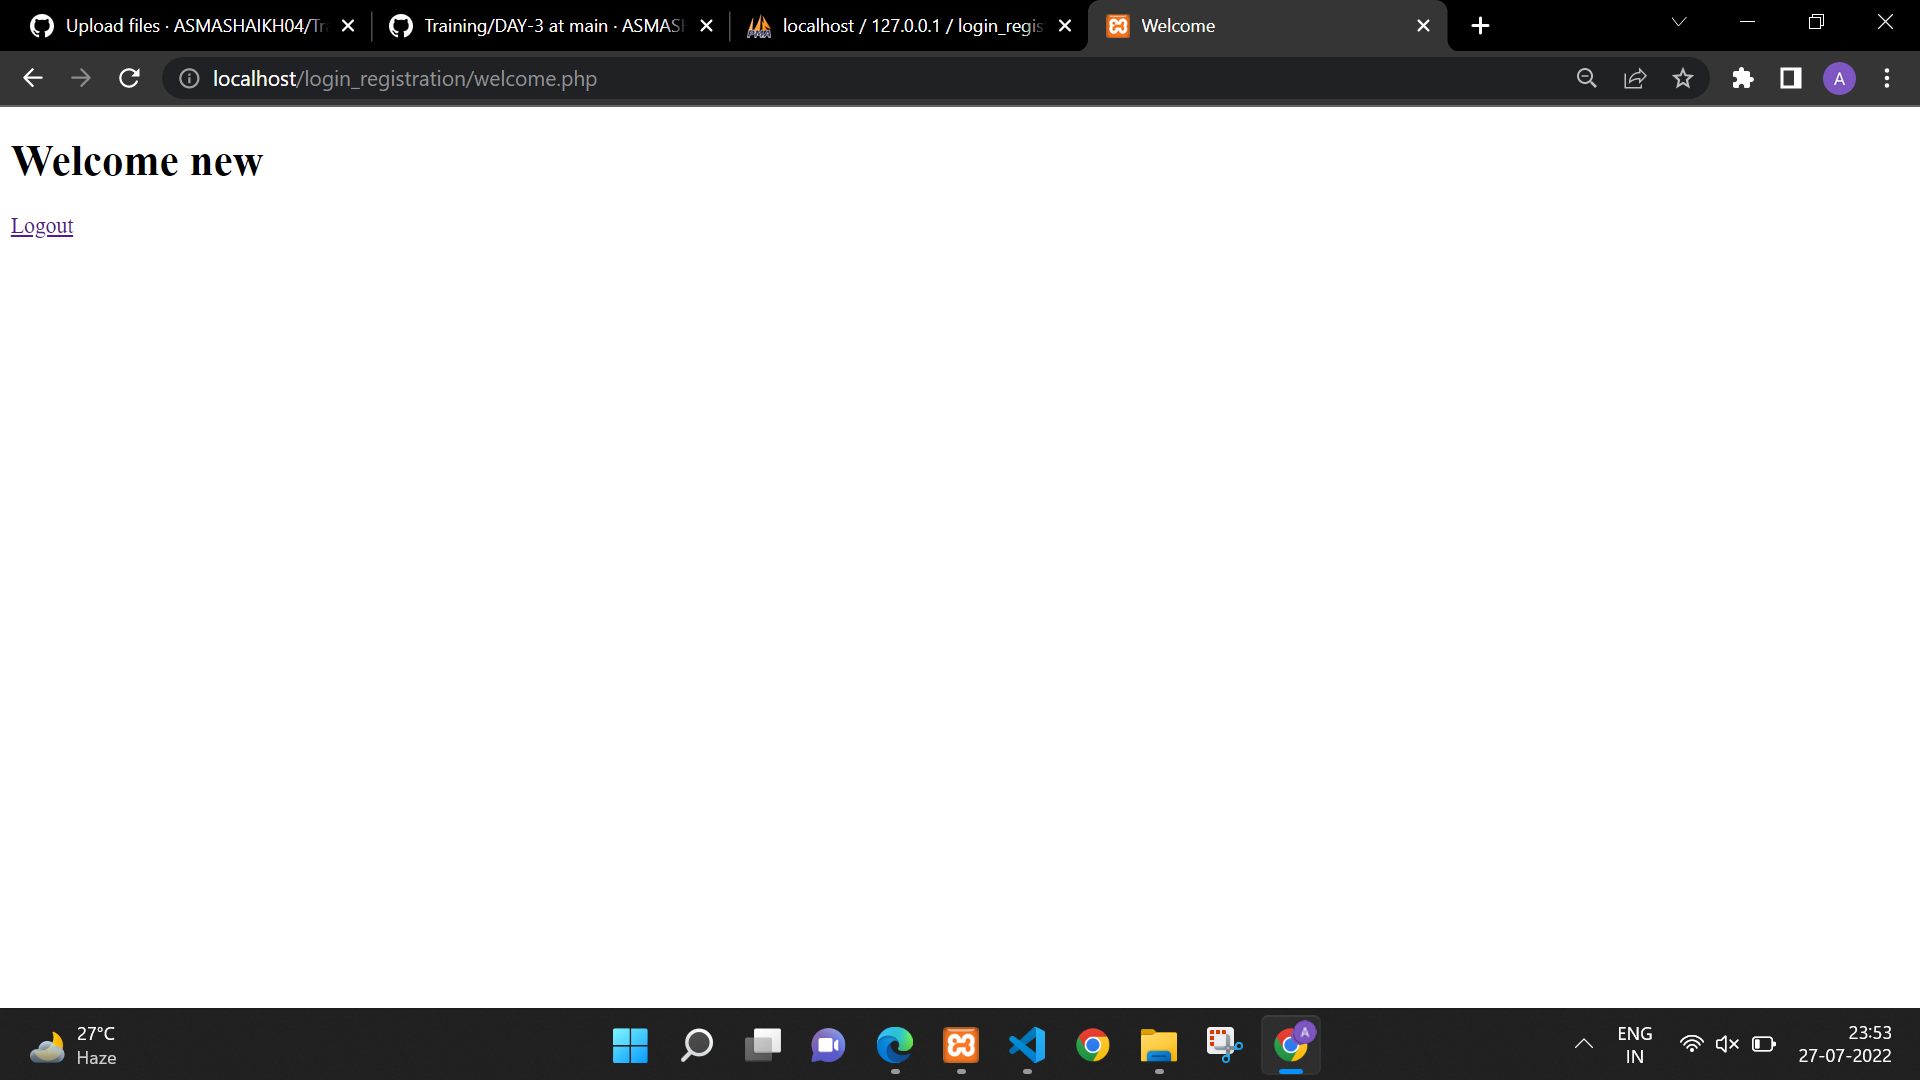 Upload files · ASMASHAIKH04/Tr
Training/DAY-3 at main · ASMASH
localhost / 127.0.0.1 / login_regis
Welcome
localhost/login_registration/welcome.php
A
Welcome new
Logout
27°C
Haze
A
ENG
IN
23:53
27-07-2022